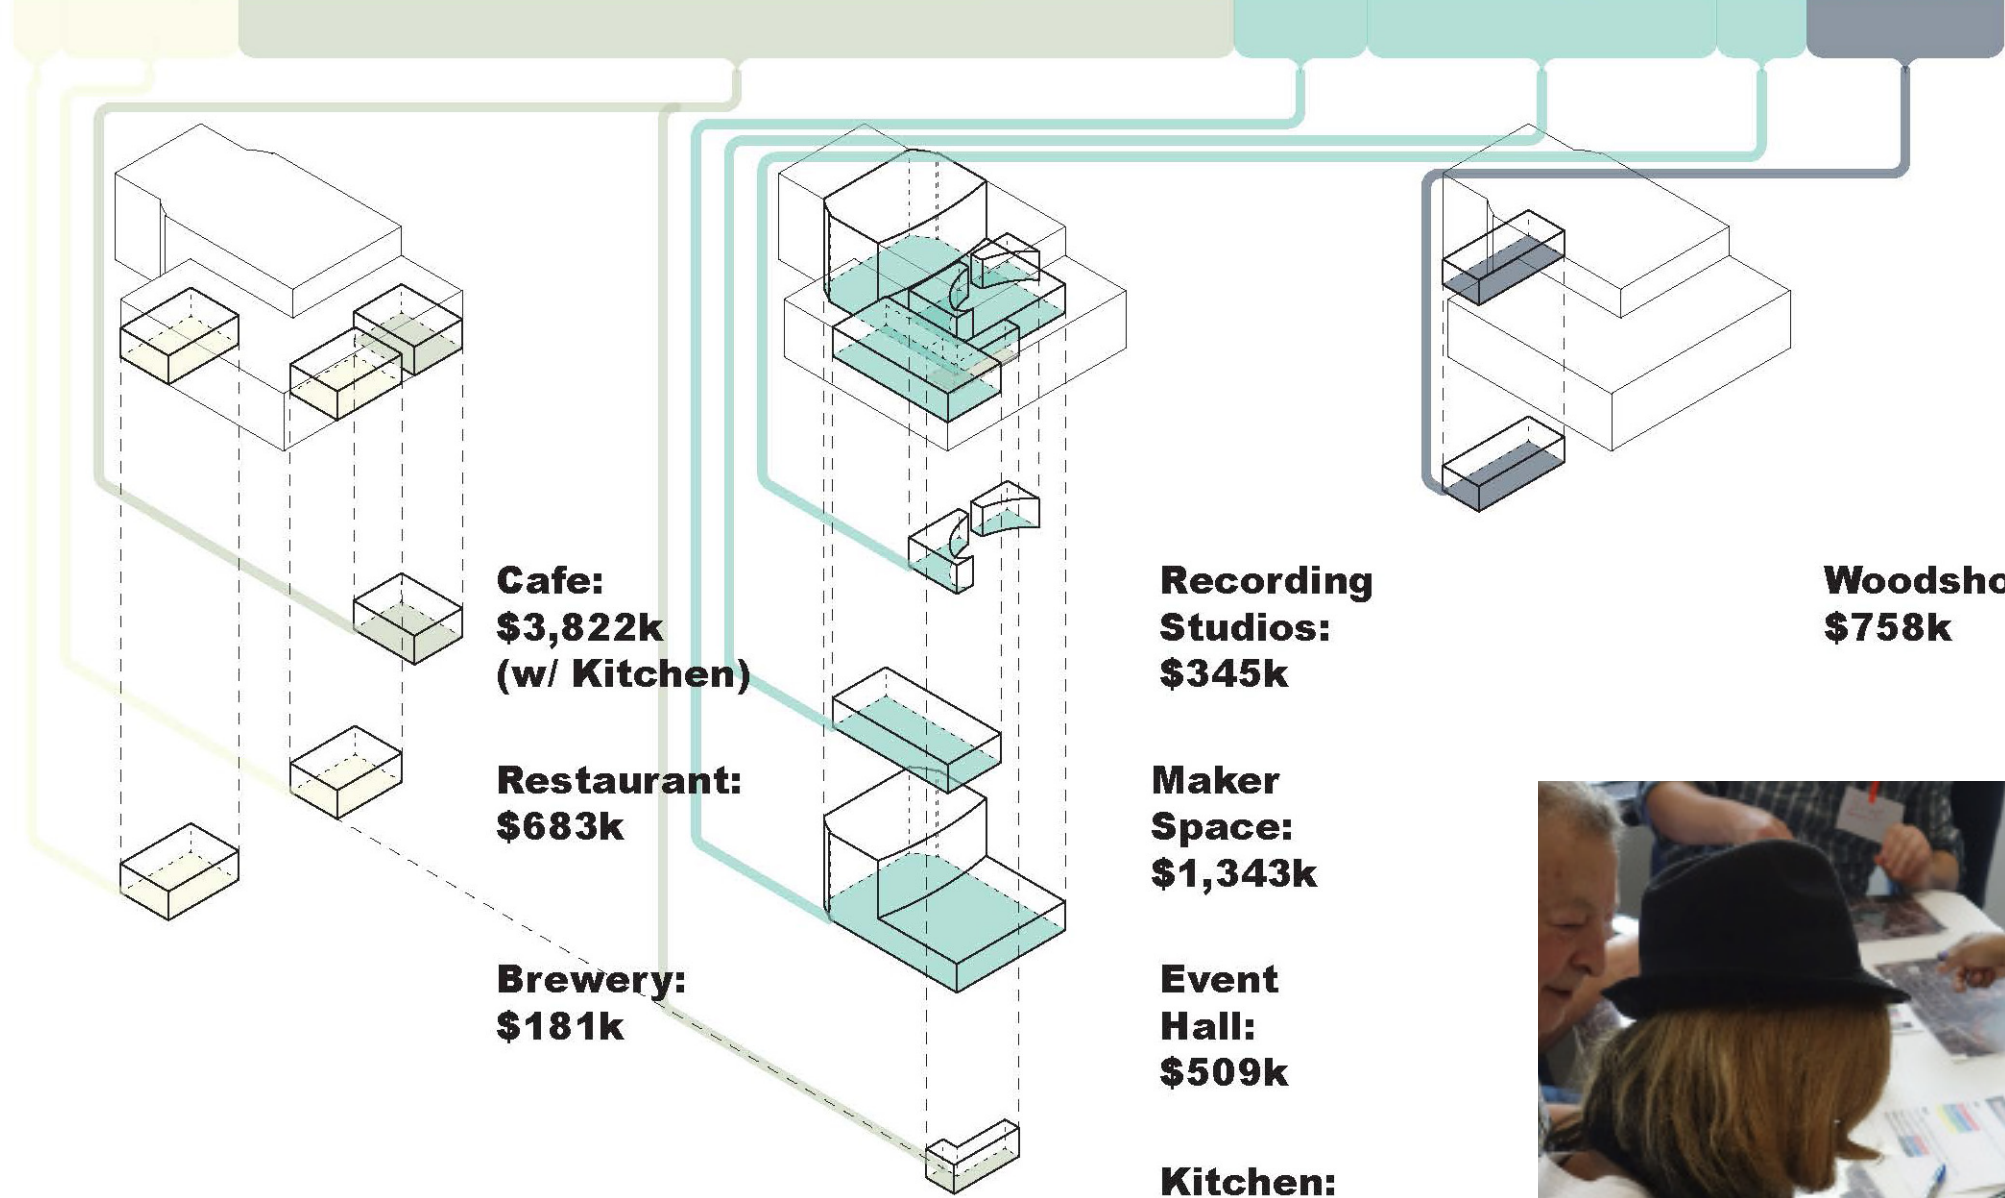 Cafe:
$3,822k
(w/ Kitchen)
Restaurant:
$683k
Brewery:
$181k
Recording
Studios:
$345k
Maker
Space:
$1,343k
Event
Hall:
$509k
Kitchen:
Woodsho
$758k